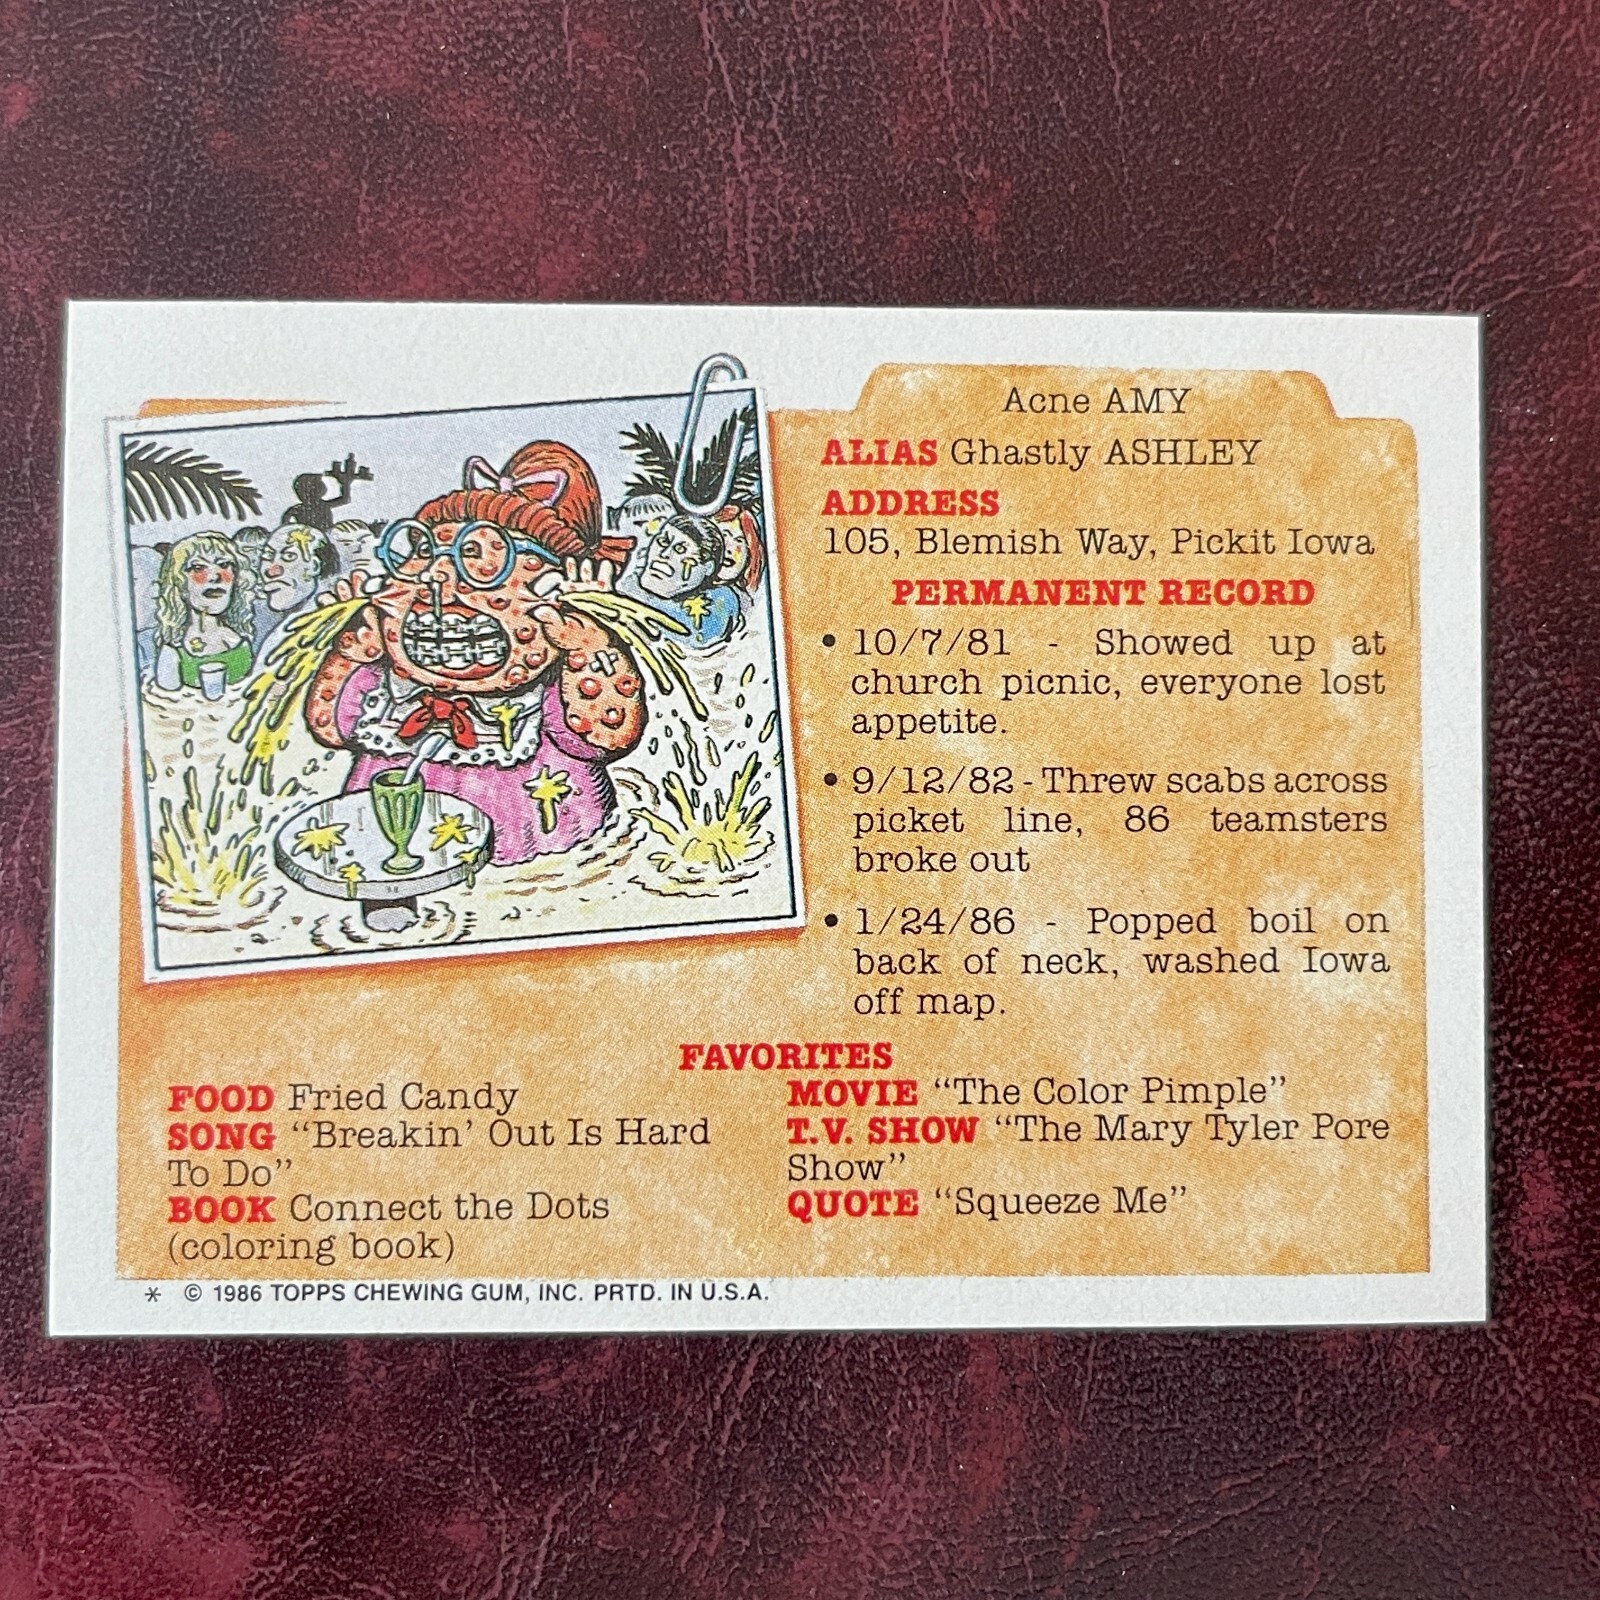 Acne AMY
ALIAS Ghastly ASHLEY
ADDRESS
105, Blemish Way, Pickit Iowa
PERMANENT RECORD
• 10/7/81 - Showed up at
church picnic, everyone lost
appetite.
• 9/12/82 - Threw scabs across
picket line, 86 teamsters
broke out
• 1/24/86 - Popped boil on
back of neck, washed Iowa
off map.
FAVORITES
FOOD Fried Candy
SONG “Breakin’ Out Is Hard
To Do”
BOOK Connect the Dots
(coloring book)
MOVIE “The Color Pimple”
T.V. SHOW “The Mary Tyler Pore
Show”
QUOTE “Squeeze Me”
* © 1986 TOPPS CHEWING GUM, INC. PRTD. IN U.S.A.